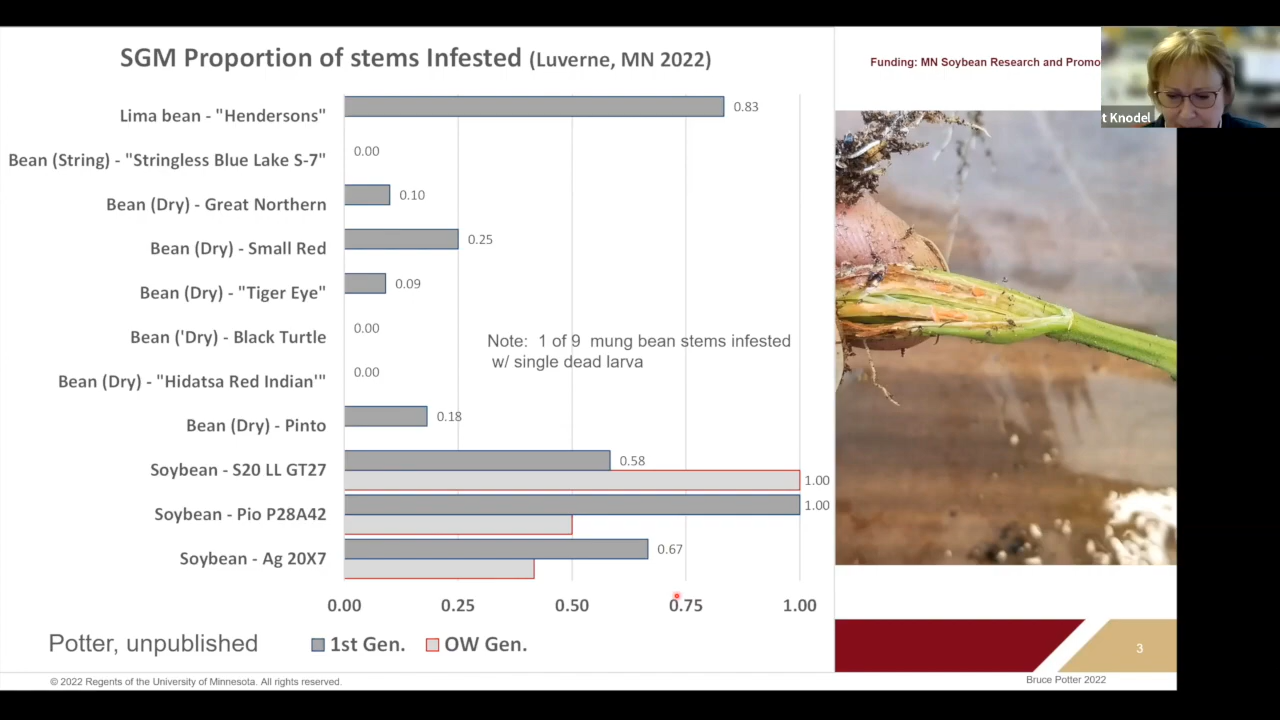 SGM Proportion of stems Infested (Luverne, MN 2022)
Funding: MN Soybean Research and Promo
t Knodel
Lima bean - "Hendersons"
0.83
Bean (String) - "Stringless Blue Lake S-7"
0.00
Bean (Dry) - Great Northern
0.10
Bean (Dry) - Small Red
0.25
Bean (Dry) - "Tiger Eye"
0.09
Bean ('Dry) - Black Turtle
0.00
Note: 1 of 9 mung bean stems infested
w/ single dead larva
Bean (Dry) - "Hidatsa Red Indian'"
0.00
Bean (Dry) - Pinto
0.18
Soybean - S20 LL GT27
0.58
1.00
Soybean - Pio P28A42
1.00
Soybean - Ag 20X7
0.67
0.00 0.25 0.50 0.75 1.00
Potter, unpublished
1st Gen. OW Gen.
3
© 2022 Regents of the University of Minnesota. All rights reserved.
Bruce Potter 2022